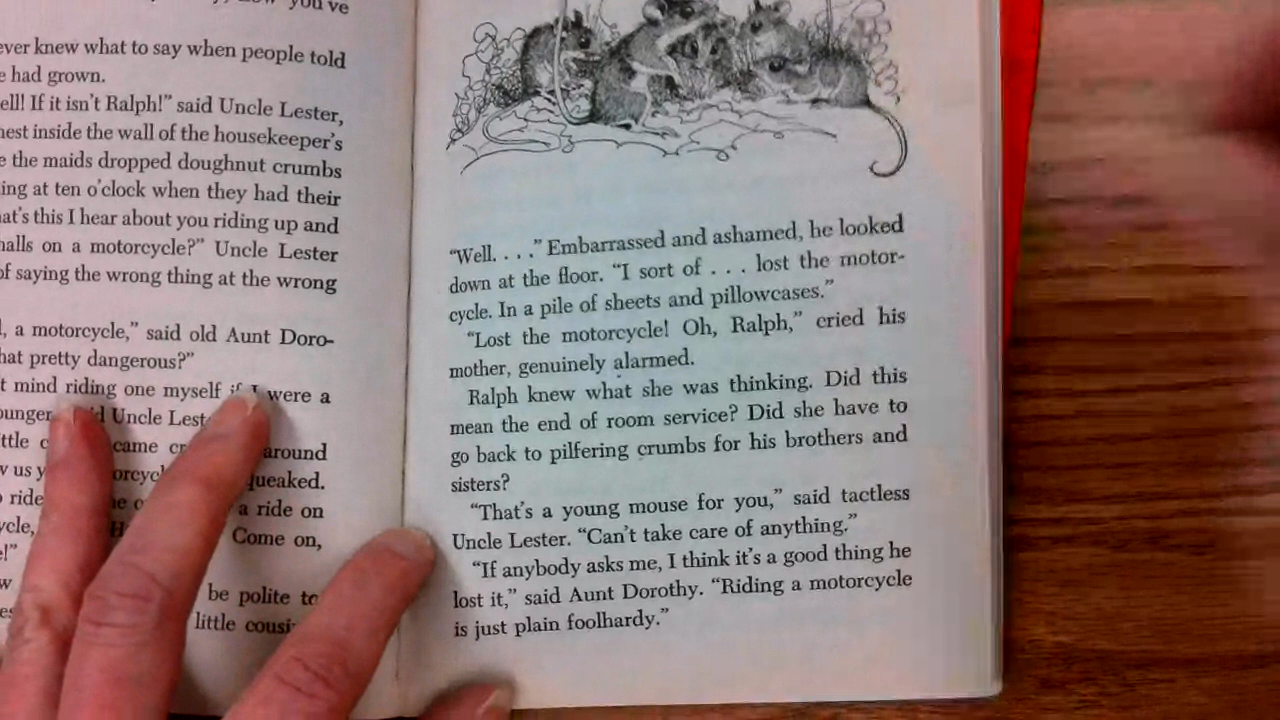 you've
ever knew what to say when people told
e had grown.
ell! If it isn't Ralph!" said Uncle Lester,
nest inside the wall of the housekeeper's
e the maids dropped doughnut crumbs
ing at ten o'clock when they had their
at's this I hear about you riding up and
halls on a motorcycle?" Uncle Lester
of saying the wrong thing at the wrong
, a motorcycle," said old Aunt Doro-
hat pretty dangerous?"
t mind riding one myself if I were a
ounger Uncle
came around
w us squeaked.
ride a ride on
Come on,
be polite to
little
"Well. . . ." Embarrassed and ashamed, he looked
down at the floor. "I sort of . . . lost the motor-
cycle. In a pile of sheets and pillowcases."
"Lost the motorcycle! Oh, Ralph," cried his
mother, genuinely alarmed.
Ralph knew what she was thinking. Did this
mean the end of room service? Did she have to
go back to pilfering crumbs for his brothers and
sisters?
"That's a young mouse for you," said tactless
Uncle Lester. "Can't take care of anything."
"If anybody asks me, I think it's a good thing he
lost it," said Aunt Dorothy. "Riding a motorcycle
is just plain foolhardy."